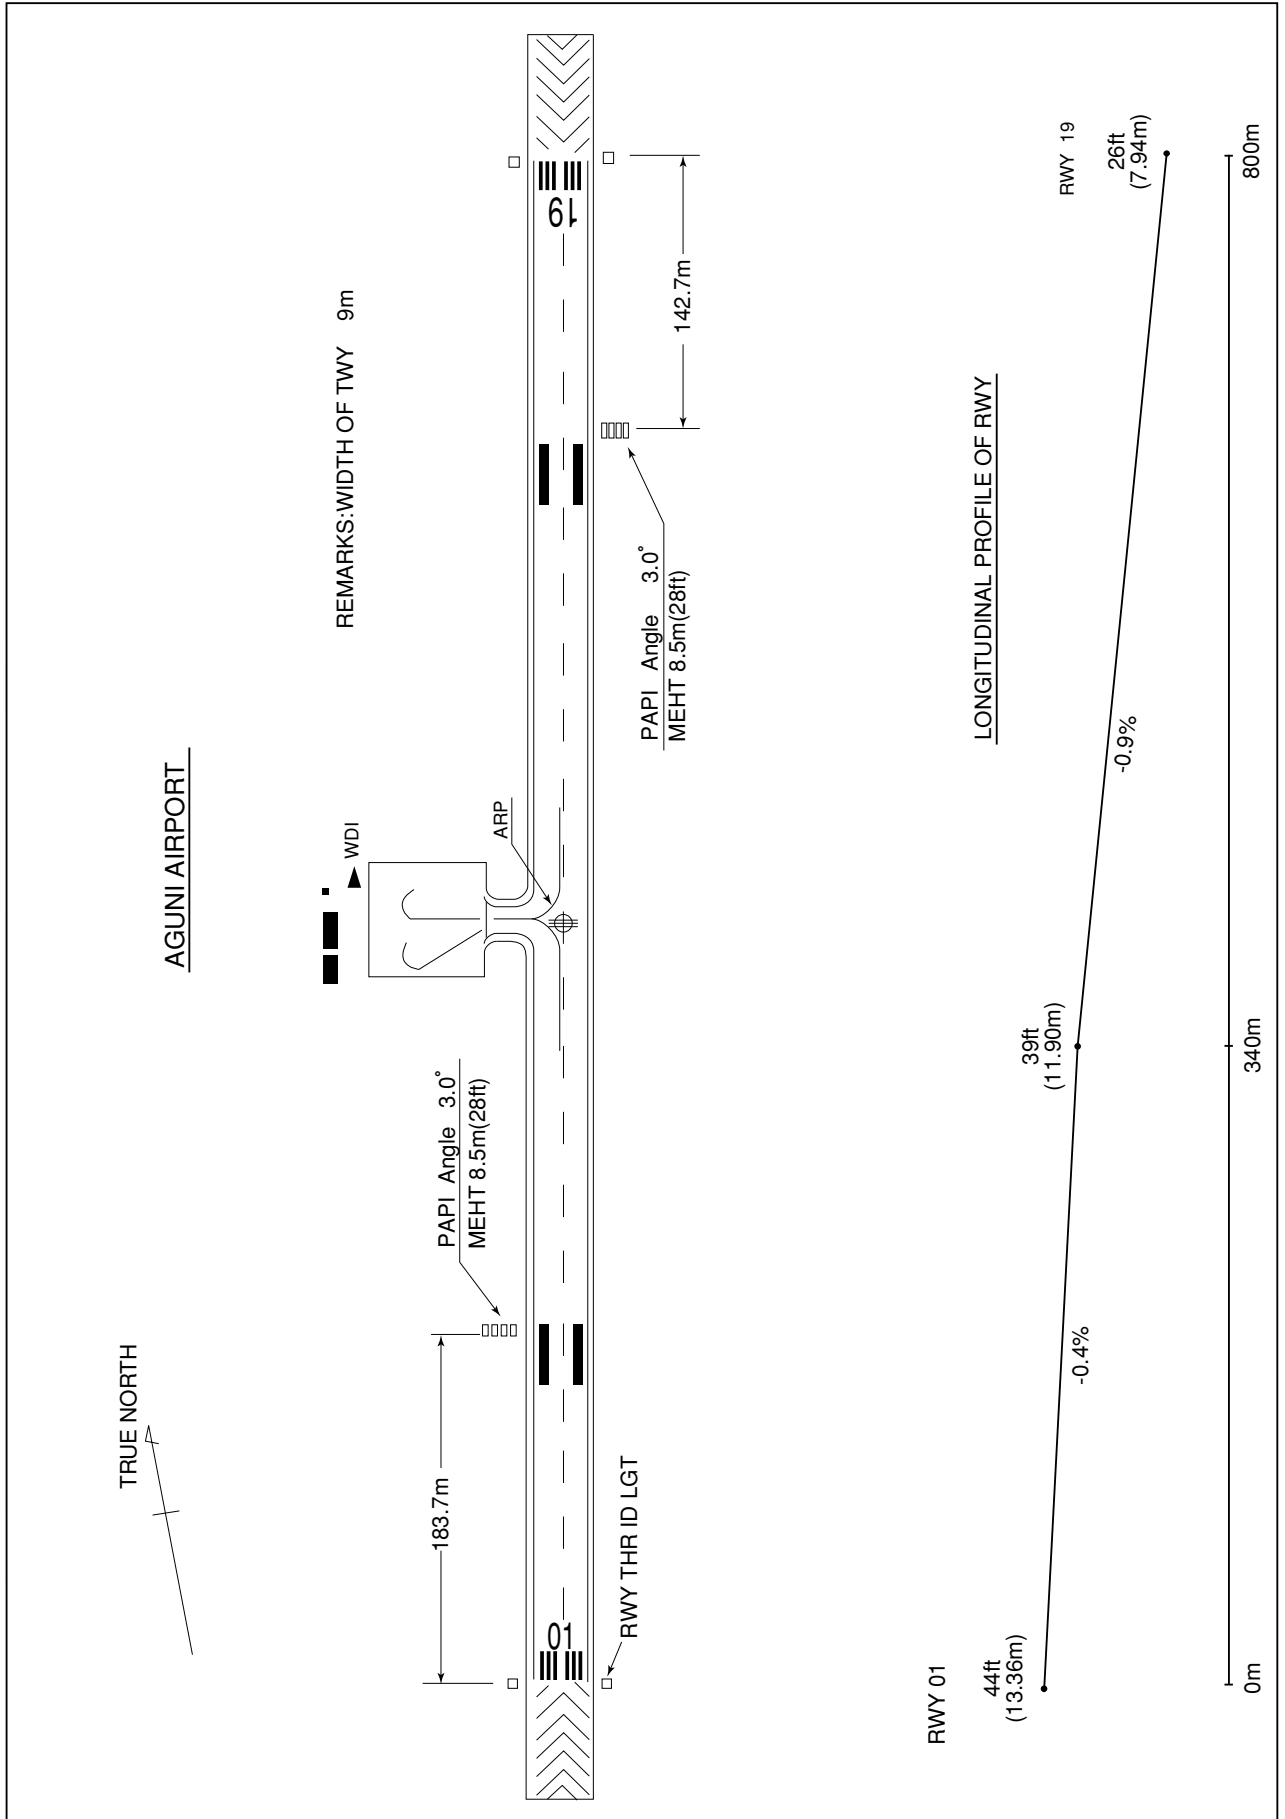 AGUNI AIRPORT
TRUE NORTH
REMARKS:WIDTH OF TWY 9m
WDI
ARP
PAPI Angle 3.0°
MEHT 8.5m(28ft)
183.7m
01
19
RWY THR ID LGT
PAPI Angle 3.0°
MEHT 8.5m(28ft)
142.7m
LONGITUDINAL PROFILE OF RWY
RWY 01
44ft
(13.36m)
-0.4%
39ft
(11.90m)
-0.9%
RWY 19
26ft
(7.94m)
0m
340m
800m